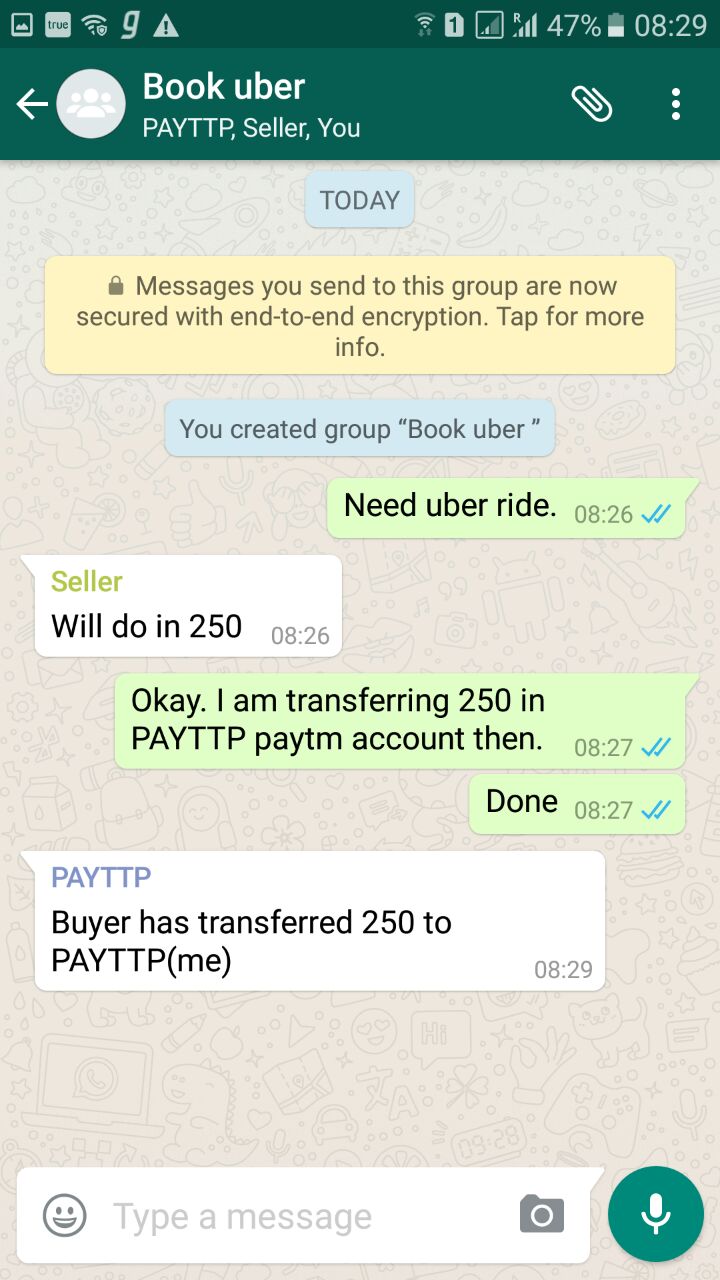 true g 1 R 47% 08:29
Book uber
PAYTTP, Seller, You
TODAY
Messages you send to this group are now
secured with end-to-end encryption. Tap for more
info.
You created group “Book uber ”
Need uber ride. 08:26
Seller
Will do in 250 08:26
Okay. I am transferring 250 in
PAYTTP paytm account then. 08:27
Done 08:27
PAYTTP
Buyer has transferred 250 to
PAYTTP(me) 08:29
Hi
09:28
Type a message